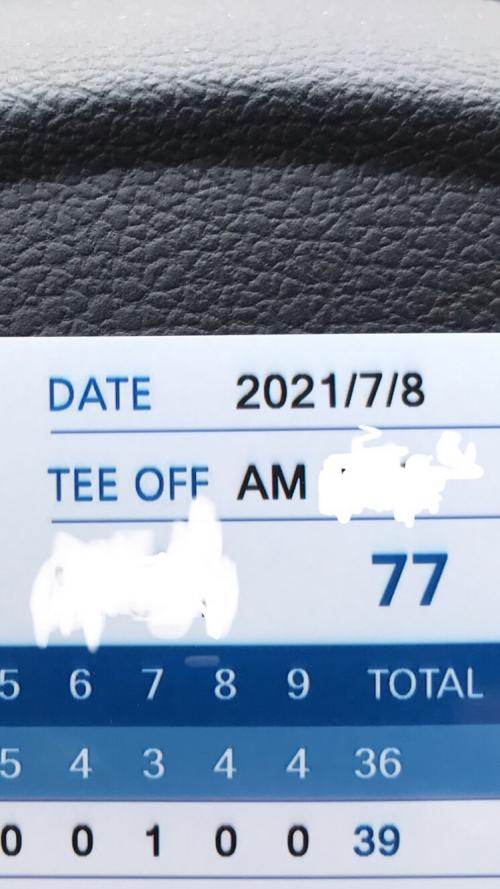 DATE 2021/7/8
TEE OFF AM
77
5 6 7 8 9 TOTAL
5 4 3 4 4 36
0 0 1 0 0 39